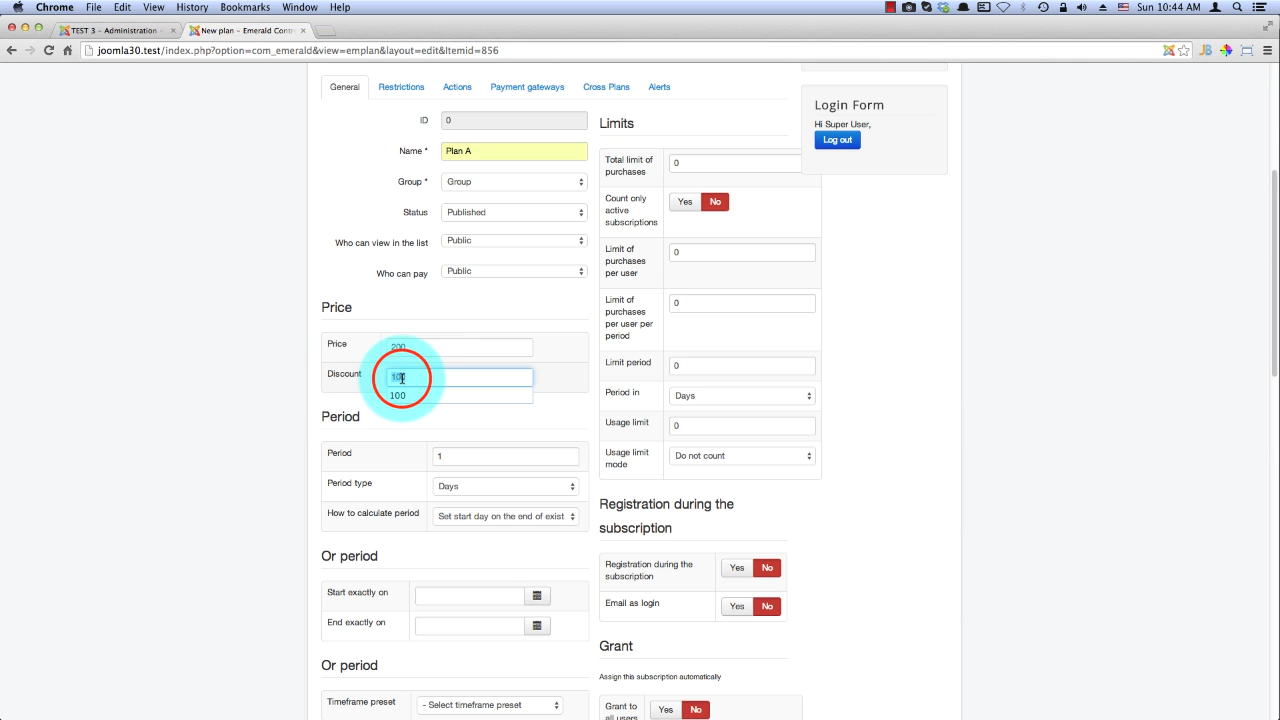 Chrome File Edit View History Bookmarks Window Help
Sun 10:44 AM
TEST 3 - Administration -
New plan - Emerald Contr
joomla30.test/index.php?option=com_emerald&view=emplan&layout=edit&Itemid=856
JB
General Restrictions Actions Payment gateways Cross Plans Alerts
ID 0
Name * Plan A
Group * Group
Status Published
Who can view in the list Public
Who can pay Public
Price
Price 200
Discount
100
Period
Period 1
Period type Days
How to calculate period Set start day on the end of exist
Or period
Start exactly on
End exactly on
Or period
Timeframe preset - Select timeframe preset
Limits
Total limit of
purchases
0
Count only
active
subscriptions
Yes No
Limit of
purchases
per user
0
Limit of
purchases
per user per
period
0
Limit period 0
Period in Days
Usage limit 0
Usage limit
mode
Do not count
Registration during the
subscription
Registration during the
subscription
Yes No
Email as login Yes No
Grant
Assign this subscription automatically
Grant to
all users
Yes No
Login Form
Hi Super User,
Log out